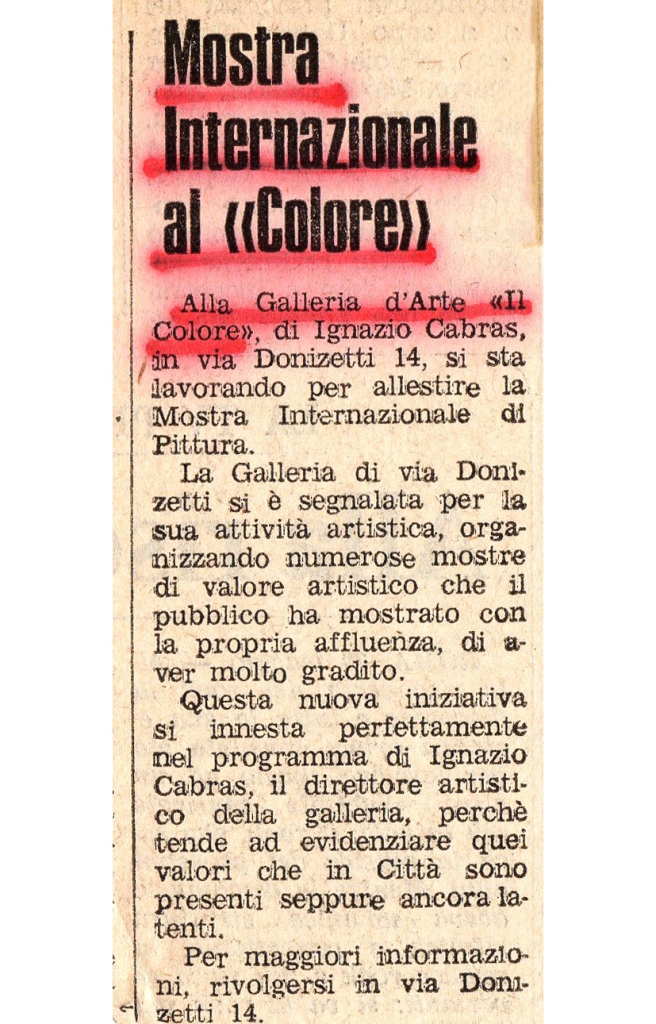 Mostra
Internazionale
al «Colore»
Alla Galleria d'Arte «Il
Colore», di Ignazio Cabras,
in via Donizetti 14, si sta
lavorando per allestire la
Mostra Internazionale di
Pittura.
La Galleria di via Doni-
zetti si è segnalata per la
sua attività artistica, orga-
nizzando numerose mostre
di valore artistico che il
pubblico ha mostrato con
la propria affluenza, di a-
ver molto gradito.
Questa nuova iniziativa
si innesta perfettamente
nel programma di Ignazio
Cabras, il direttore artisti-
co della galleria, perchè
tende ad evidenziare quei
valori che in Città sono
presenti seppure ancora la-
tenti.
Per maggiori informazio-
ni, rivolgersi in via Doni-
zetti 14.